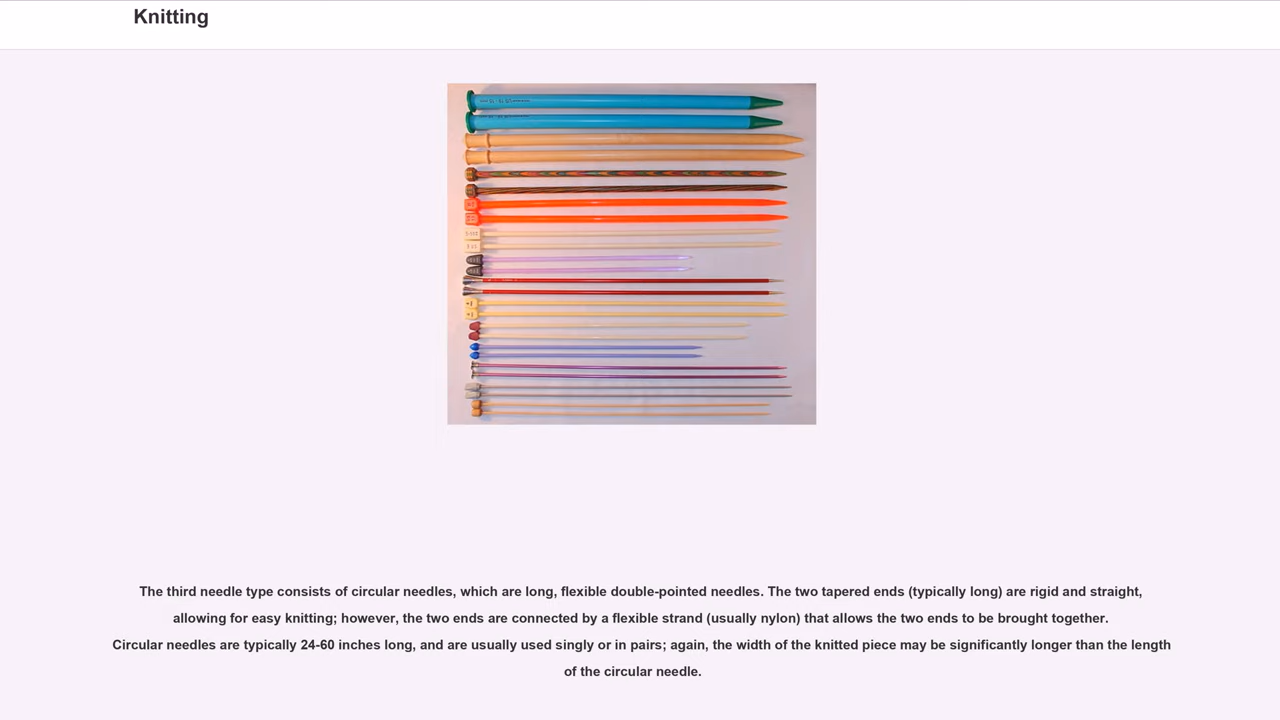 Knitting
The third needle type consists of circular needles, which are long, flexible double-pointed needles. The two tapered ends (typically long) are rigid and straight,
allowing for easy knitting; however, the two ends are connected by a flexible strand (usually nylon) that allows the two ends to be brought together.
Circular needles are typically 24-60 inches long, and are usually used singly or in pairs; again, the width of the knitted piece may be significantly longer than the length
of the circular needle.